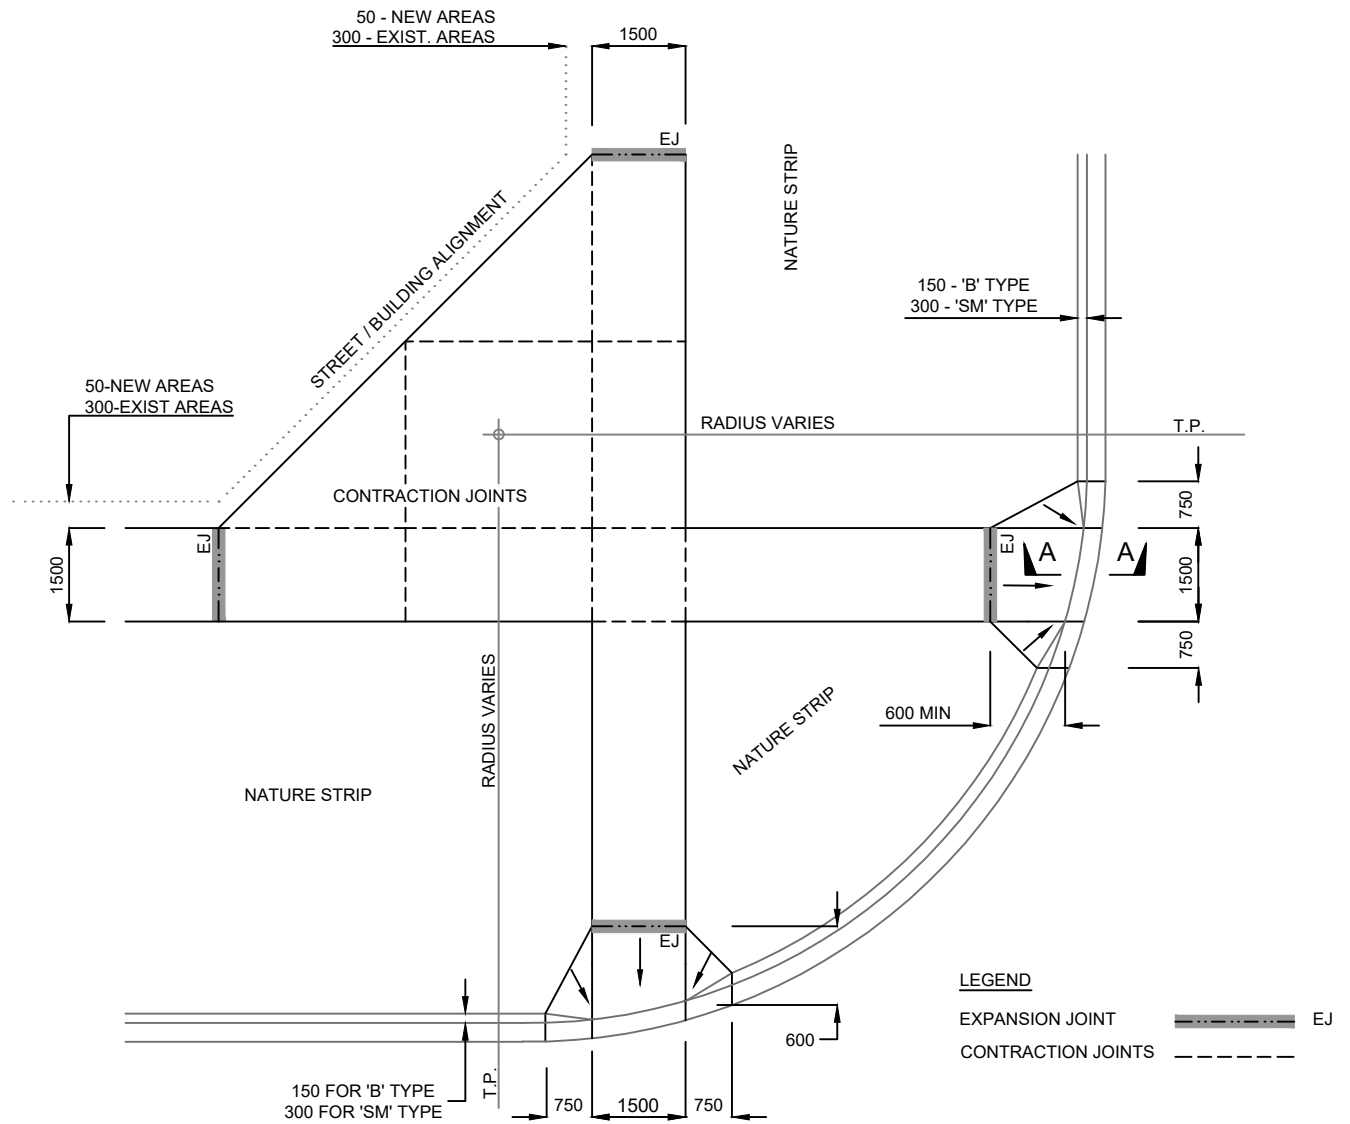 50 - NEW AREAS
300 - EXIST. AREAS
1500
EJ
NATURE STRIP
STREET / BUILDING ALIGNMENT
150 - 'B' TYPE
300 - 'SM' TYPE
50-NEW AREAS
300-EXIST AREAS
RADIUS VARIES
T.P.
CONTRACTION JOINTS
750
EJ
EJ
A
A
1500
1500
750
RADIUS VARIES
NATURE STRIP
600 MIN
NATURE STRIP
EJ
LEGEND
EXPANSION JOINT
EJ
CONTRACTION JOINTS
600
T.P.
150 FOR 'B' TYPE
300 FOR 'SM' TYPE
750
1500
750